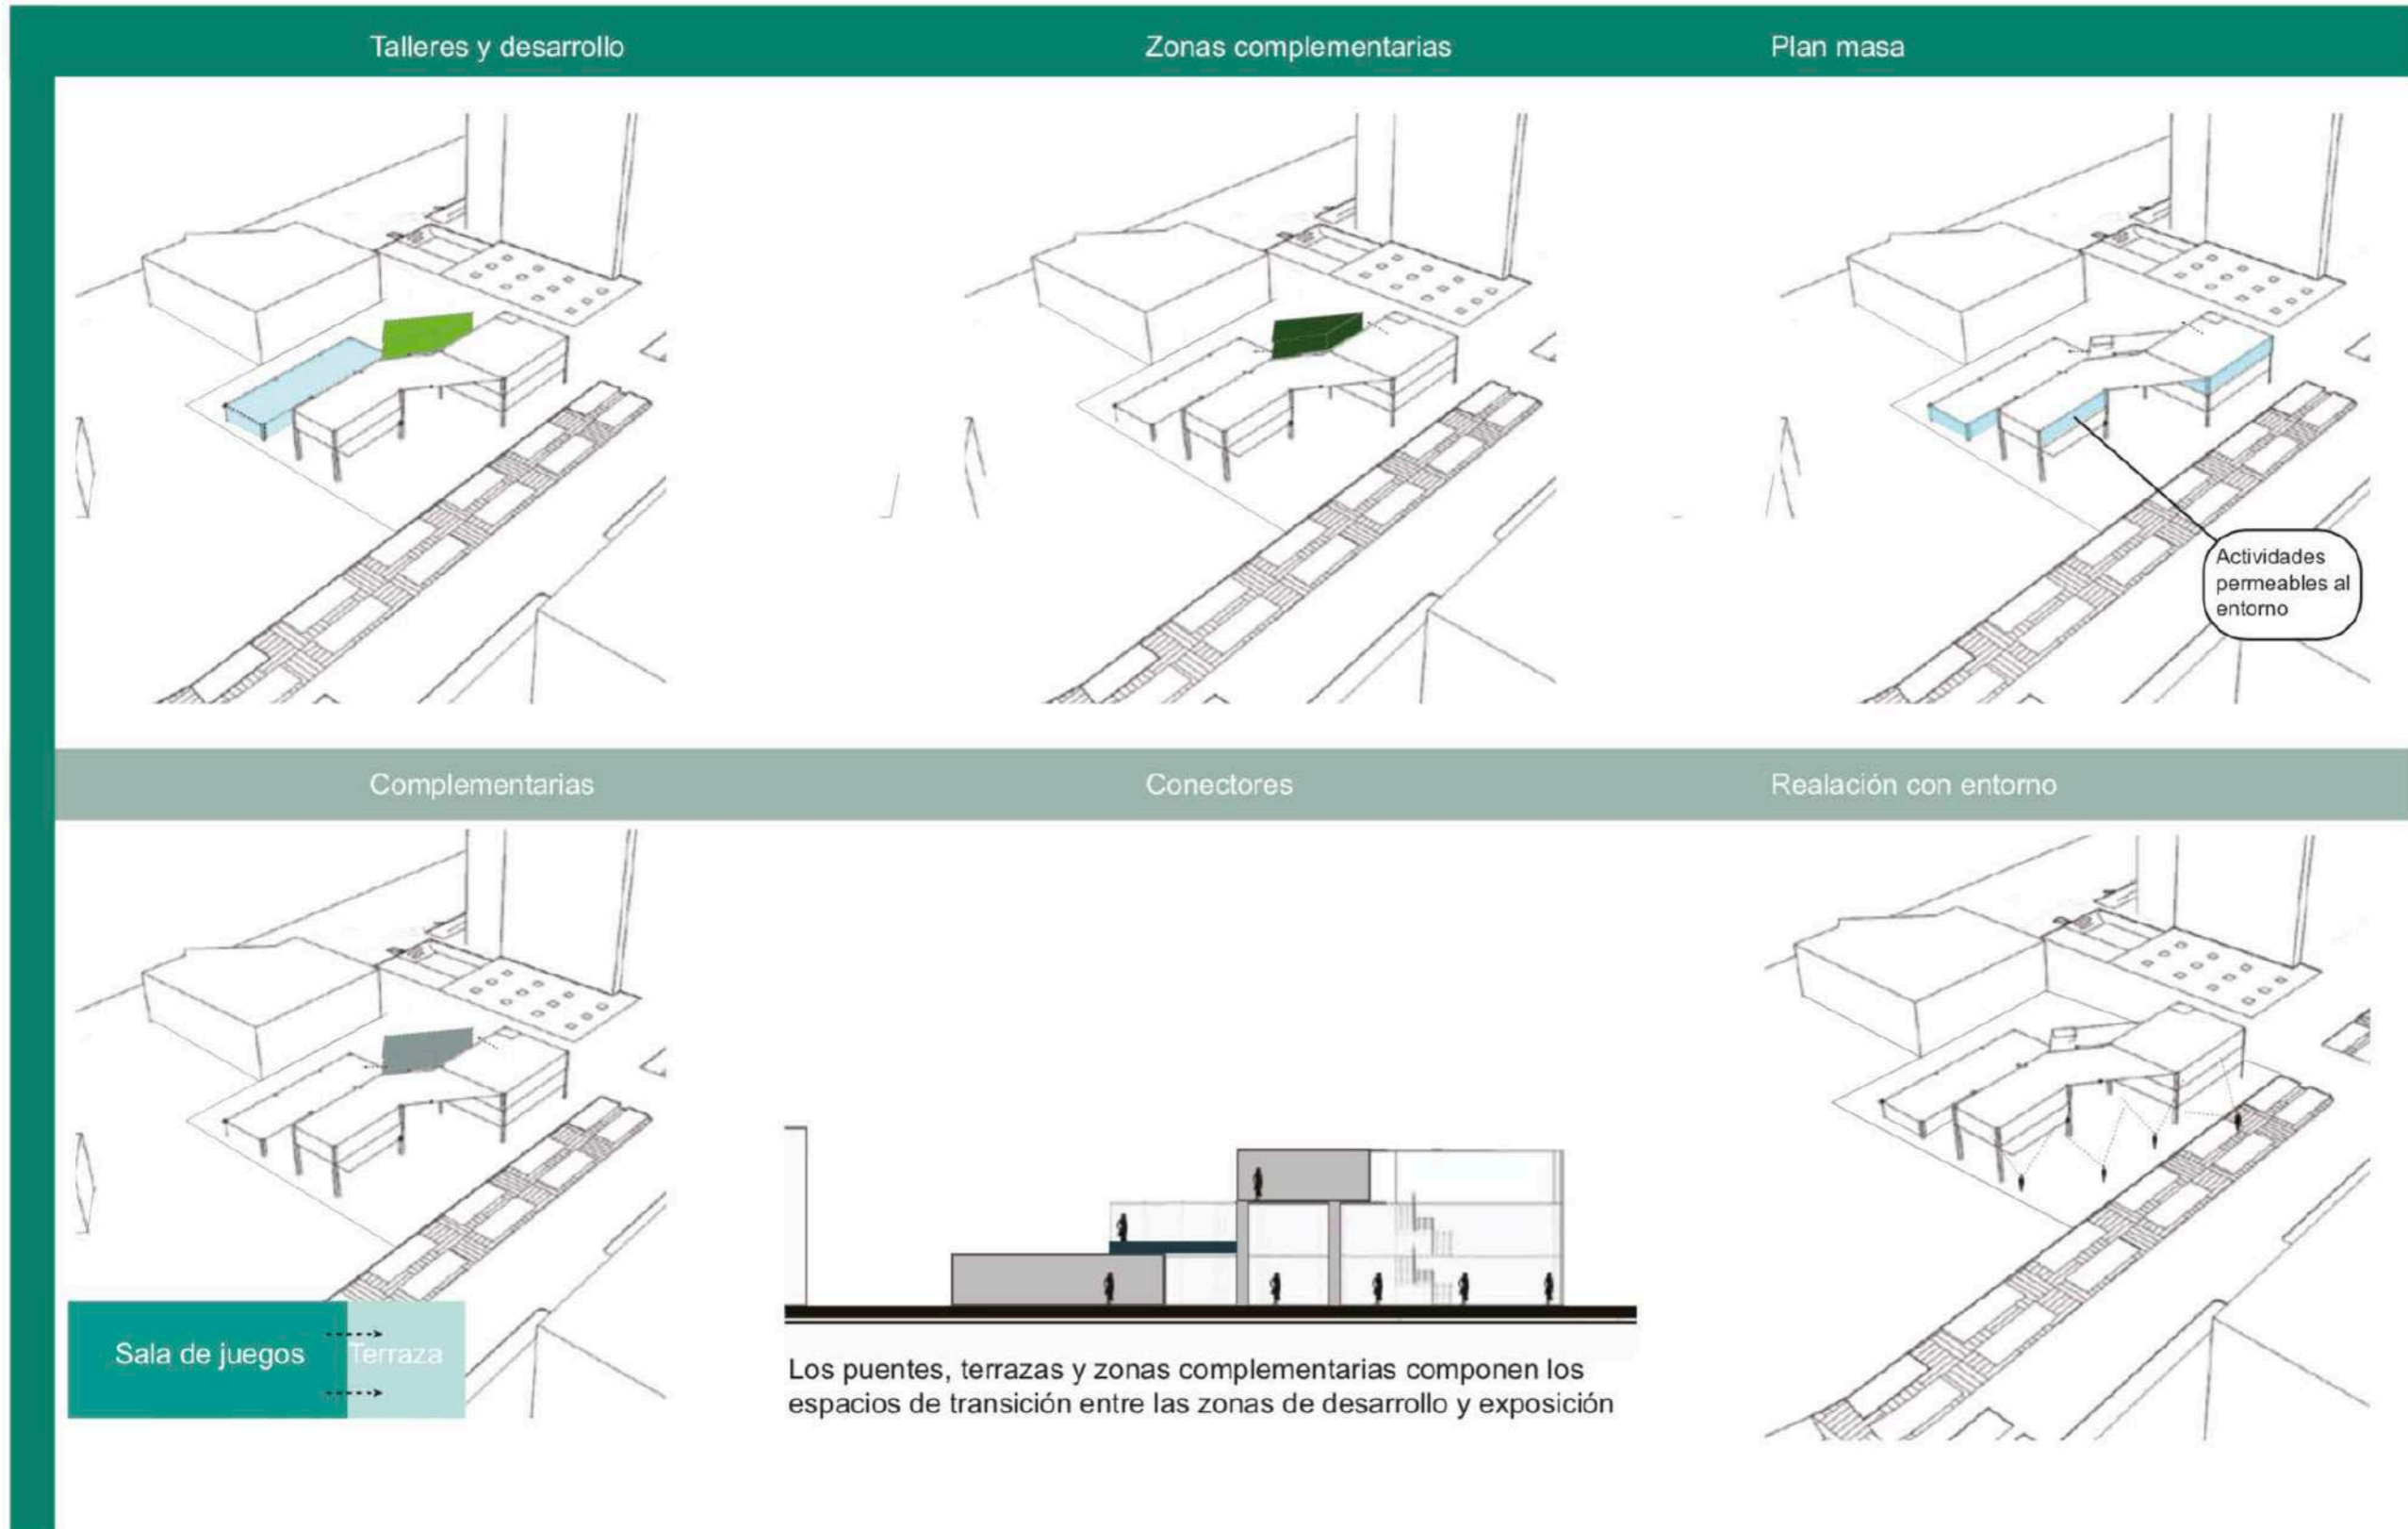 Talleres y desarrollo
Zonas complementarias
Plan masa
Actividades
permeables al
entorno
Complementarias
Conectores
Realación con entorno
Sala de juegos
Terraza
Los puentes, terrazas y zonas complementarias componen los
espacios de transición entre las zonas de desarrollo y exposición